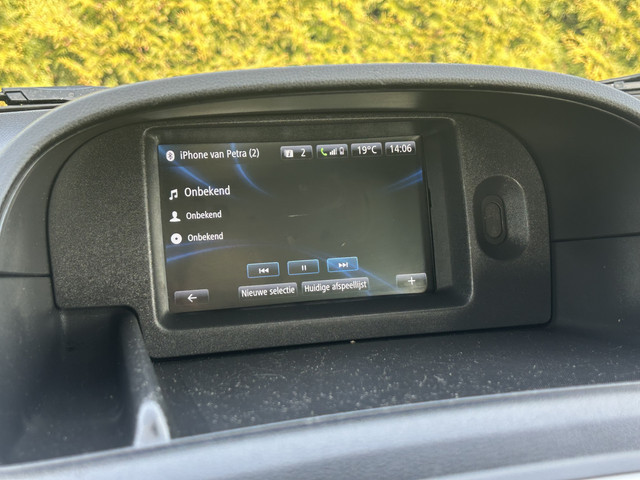 iPhone van Petra (2)
2
19°C
14:06
Onbekend
Onbekend
Onbekend
Nieuwe selectie
Huidige afspeellijst